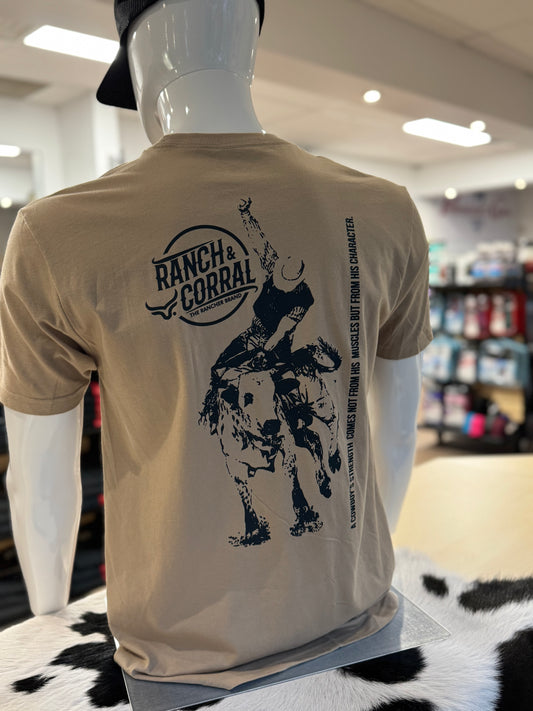 RANCH &
CORRAL
THE RANCHER BRAND
A COWBOY'S STRENGTH COMES NOT FROM HIS MUSCLES BUT FROM HIS CHARACTER.